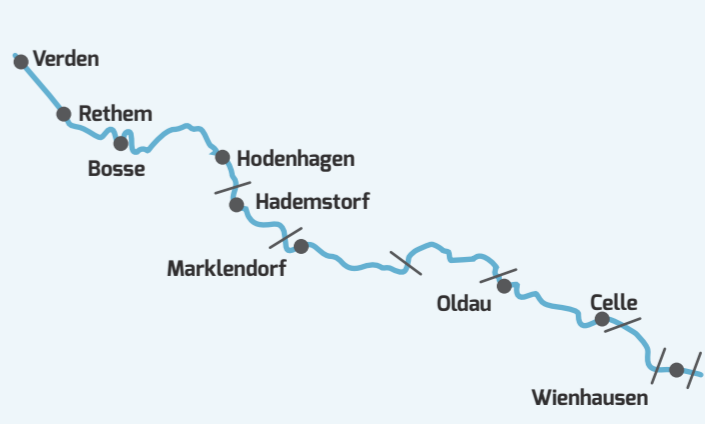 Verden
Rethem
Bosse
Hodenhagen
Hademstorf
Marklendorf
Oldau
Celle
Wienhausen